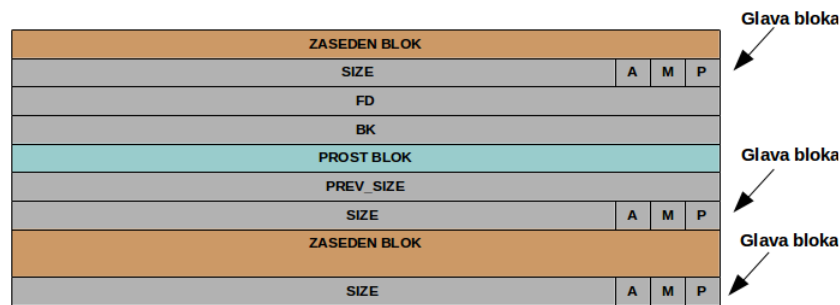 Glava bloka
ZASEDEN BLOK
SIZE A M P
FD
BK
PROST BLOK Glava bloka
PREV_SIZE
SIZE A M P
ZASEDEN BLOK Glava bloka
SIZE A M P